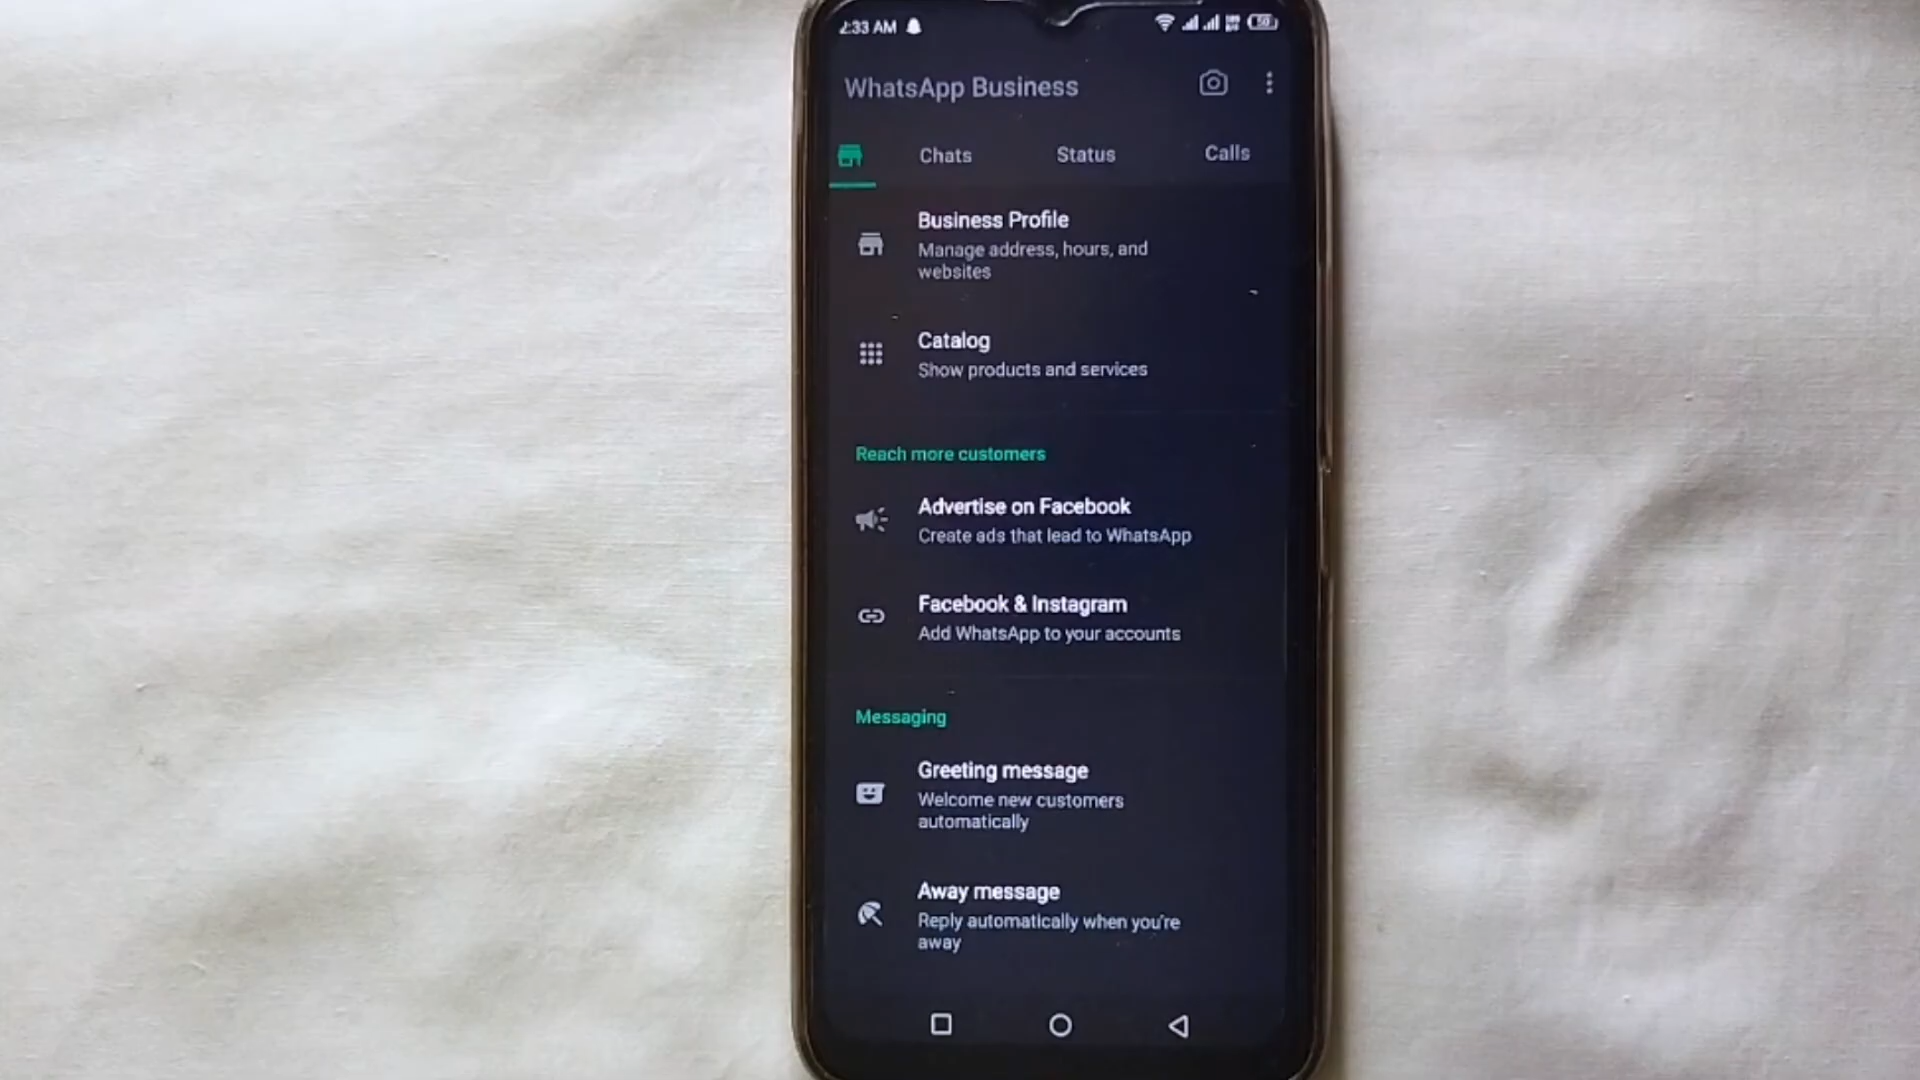 2:33 AM
WhatsApp Business
Chats
Status
Calls
Business Profile
Manage address, hours, and
websites
Catalog
Show products and services
Reach more customers
Advertise on Facebook
Create ads that lead to WhatsApp
Facebook & Instagram
Add WhatsApp to your accounts
Messaging
Greeting message
Welcome new customers
automatically
Away message
Reply automatically when you're
away